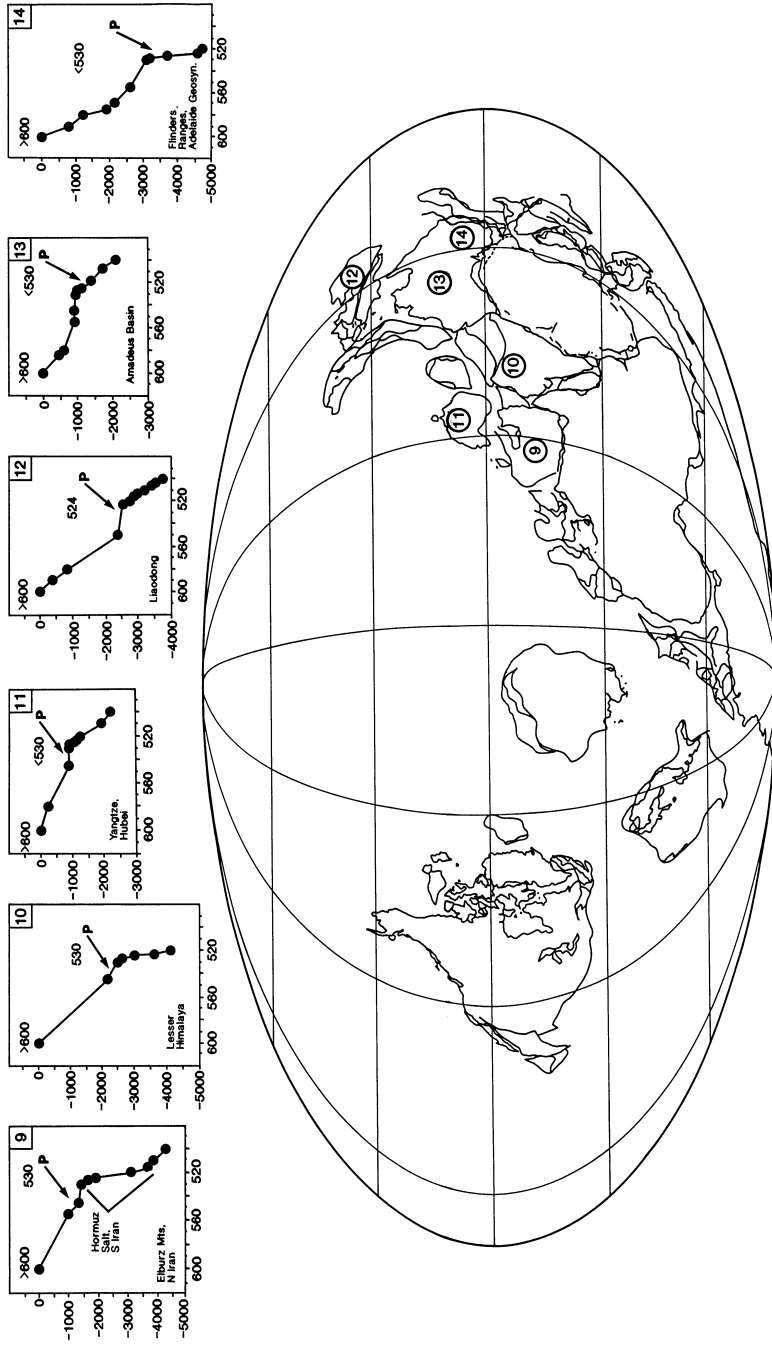 9
>600
530
P
Hormuz
Salt,
S Iran
Elburz Mts,
N Iran
0
-1000
-2000
-3000
-4000
-5000
600 560 520
10
>600
530
P
Lesser
Himalaya
0
-1000
-2000
-3000
-4000
-5000
600 560 520
11
>600
<530
P
Yangtze,
Hubei
0
-1000
-2000
-3000
600 560 520
12
>600
524
P
Liaodong
0
-1000
-2000
-3000
-4000
600 560 520
13
>600
<530
P
Amadeus Basin
0
-1000
-2000
-3000
600 560 520
14
>600
<530
P
Flinders
Ranges,
Adelaide Geosyn.
0
-1000
-2000
-3000
-4000
-5000
600 560 520
12
13
14
11
10
9